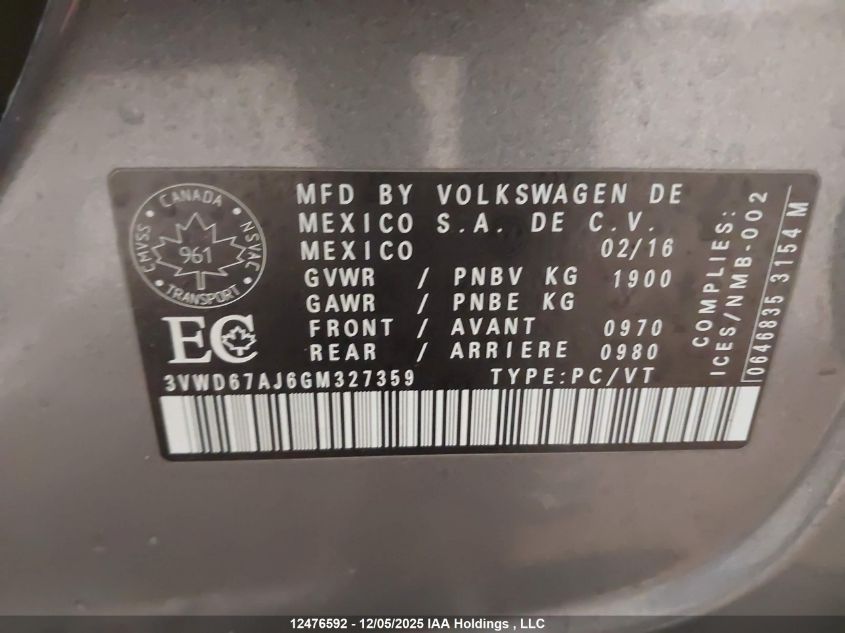 CANADA
CMVSS 961 NSVAC
TRANSPORT
EC
MFD BY VOLKSWAGEN DE
MEXICO S.A. DE C.V.
MEXICO 02/16
GVWR / PNBV KG 1900
GAWR / PNBE KG
FRONT / AVANT 0970
REAR / ARRIERE 0980
3VWD67AJ6GM327359 TYPE:PC/VT
COMPLIES:
ICES/NMB-002
0646835 3154M
12476592 - 12/05/2025 IAA Holdings , LLC